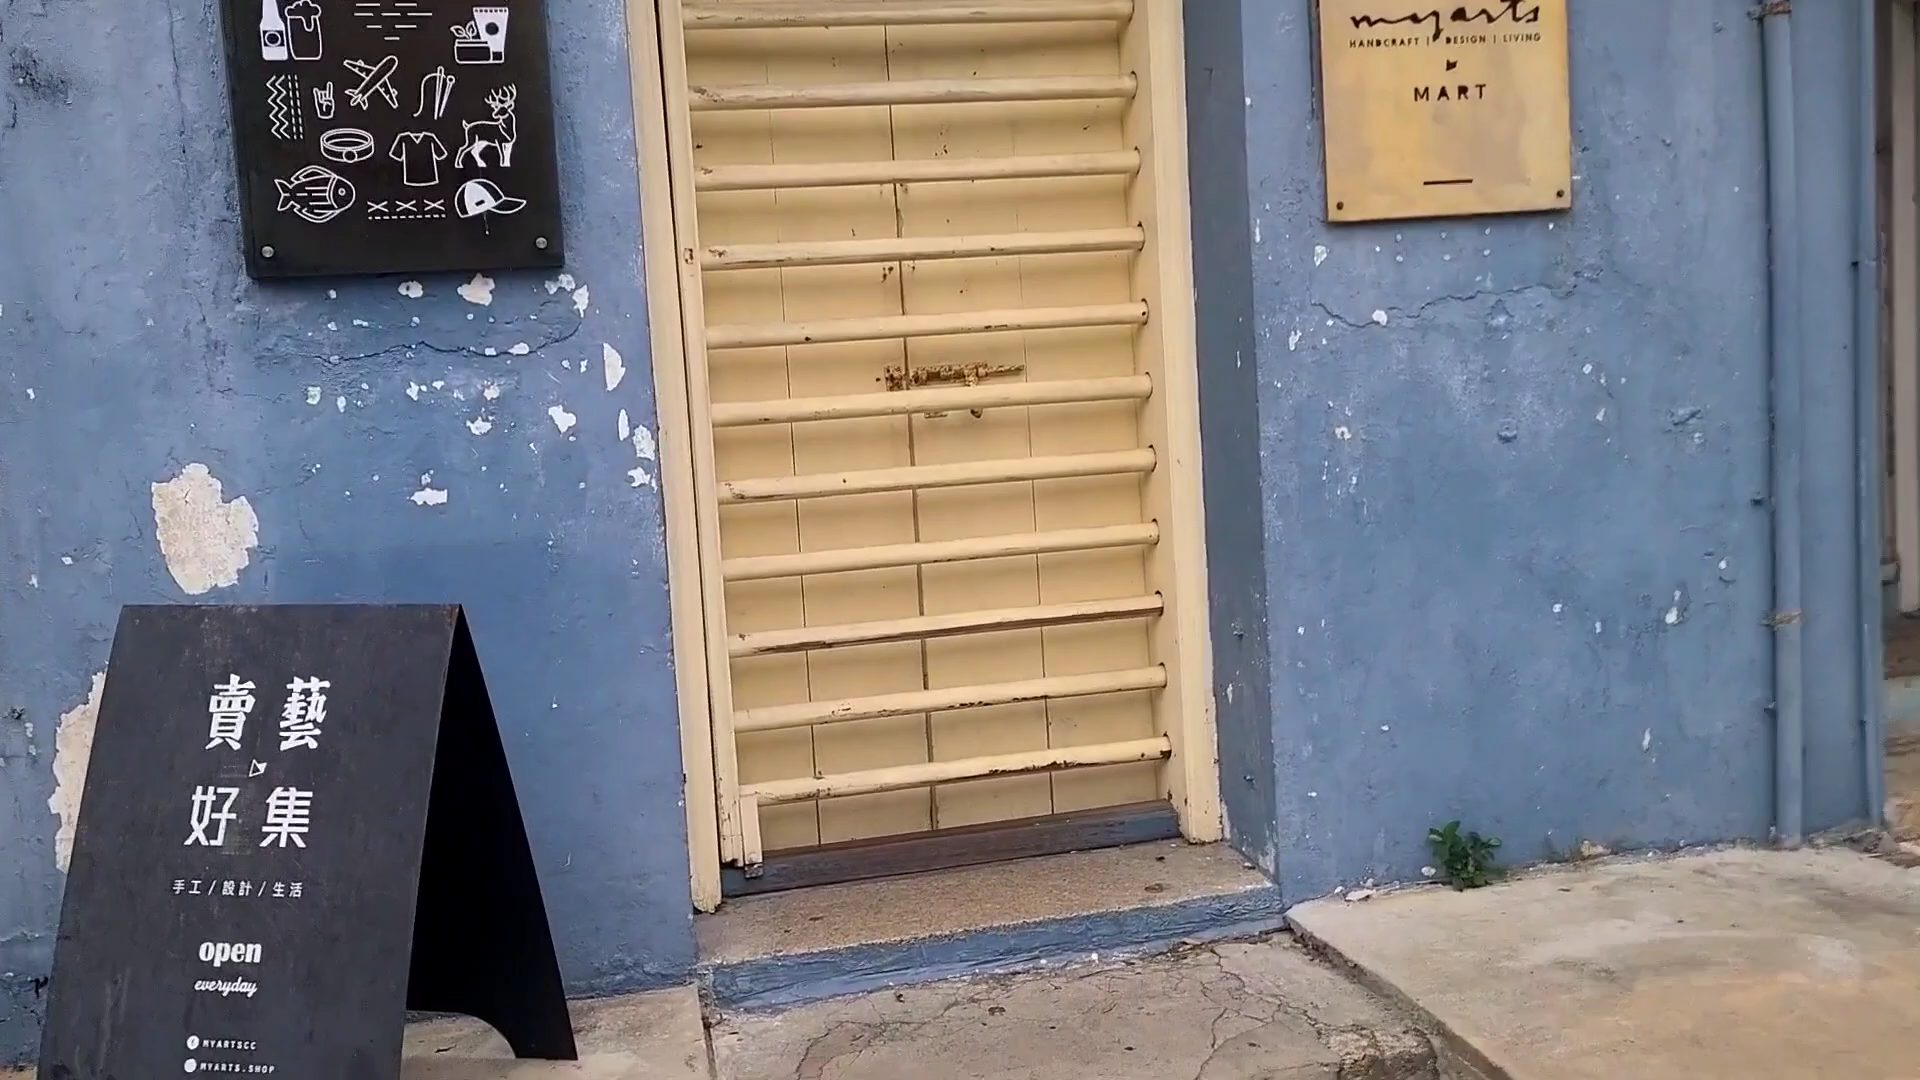 myarts
HANDCRAFT | DESIGN | LIVING
MART
賣藝
好集
手工 / 設計 / 生活
open
everyday
MYARTSCC
MYARTS.SHOP